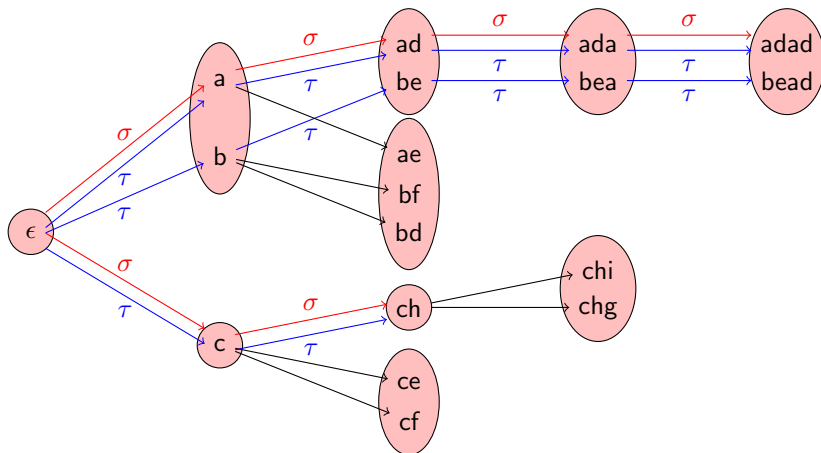 σ σ σ
ad ada adad
a
τ τ τ
be bea bead
τ τ
σ τ
b ae
τ bf
τ bd
ϵ
σ chi
σ ch chg
τ
c τ
ce
cf